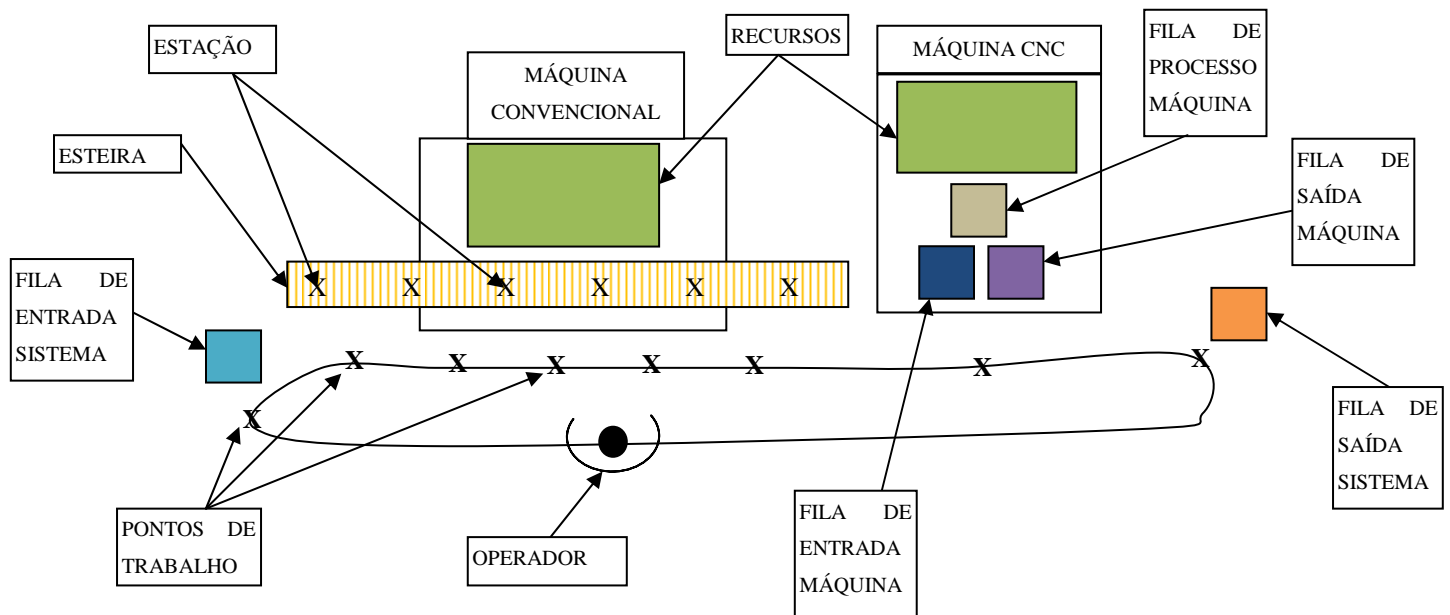 ESTAÇÃO
RECURSOS
MÁQUINA CNC
FILA DE
PROCESSO
MÁQUINA
MÁQUINA
CONVENCIONAL
ESTEIRA
FILA DE
SAÍDA
MÁQUINA
FILA DE
ENTRADA
SISTEMA
X X X X X X
X X X X X X X
X
FILA DE
SAÍDA
SISTEMA
PONTOS DE
TRABALHO
OPERADOR
FILA DE
ENTRADA
MÁQUINA